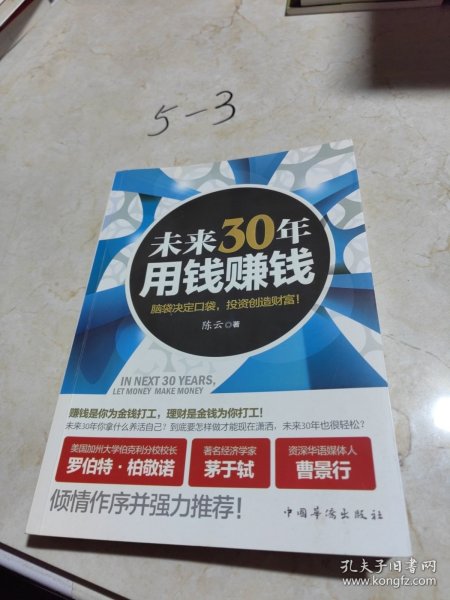 5-3
未来30年
用钱赚钱
脑袋决定口袋，投资创造财富！
陈云◎著
IN NEXT 30 YEARS,
LET MONEY MAKE MONEY
赚钱是你为金钱打工，理财是金钱为你打工！
未来30年你拿什么养活自己？到底要怎样做才能现在潇洒，未来30年也很轻松？
美国加州大学伯克利分校校长
罗伯特·柏敬诺
著名经济学家
茅于轼
资深华语媒体人
曹景行
倾情作序并强力推荐！
中国华侨出版社
孔夫子旧书网
www.kongfz.com